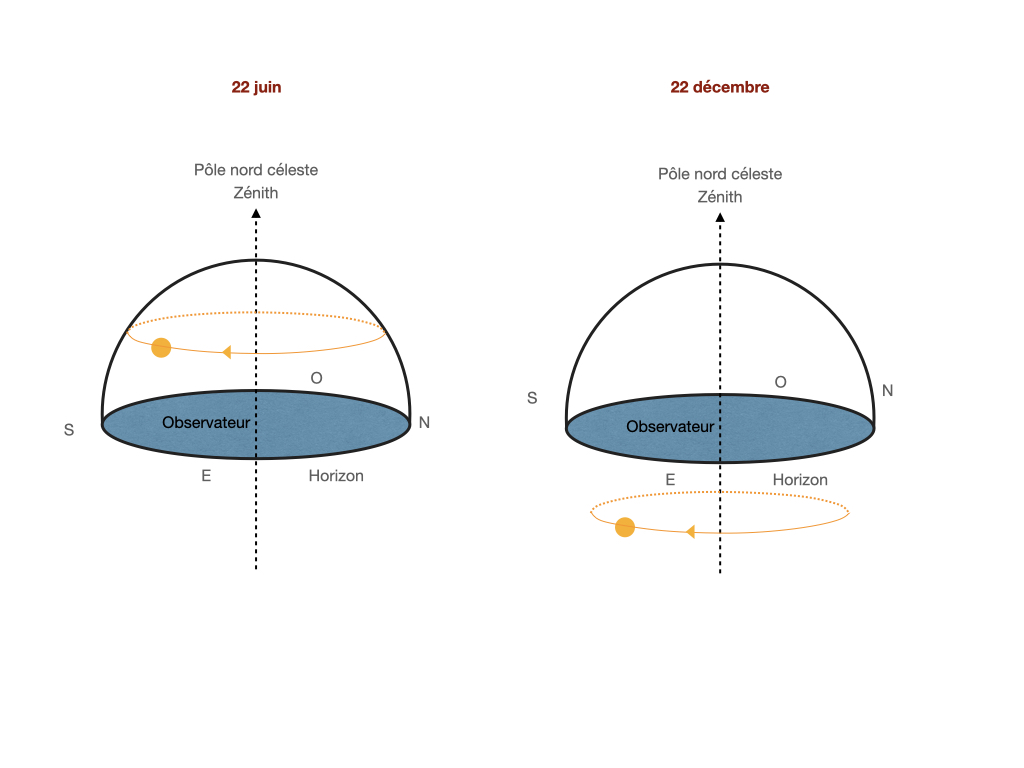 22 juin
Pôle nord céleste
Zénith
O
S
Observateur
N
E
Horizon
22 décembre
Pôle nord céleste
Zénith
O
N
S
Observateur
E
Horizon